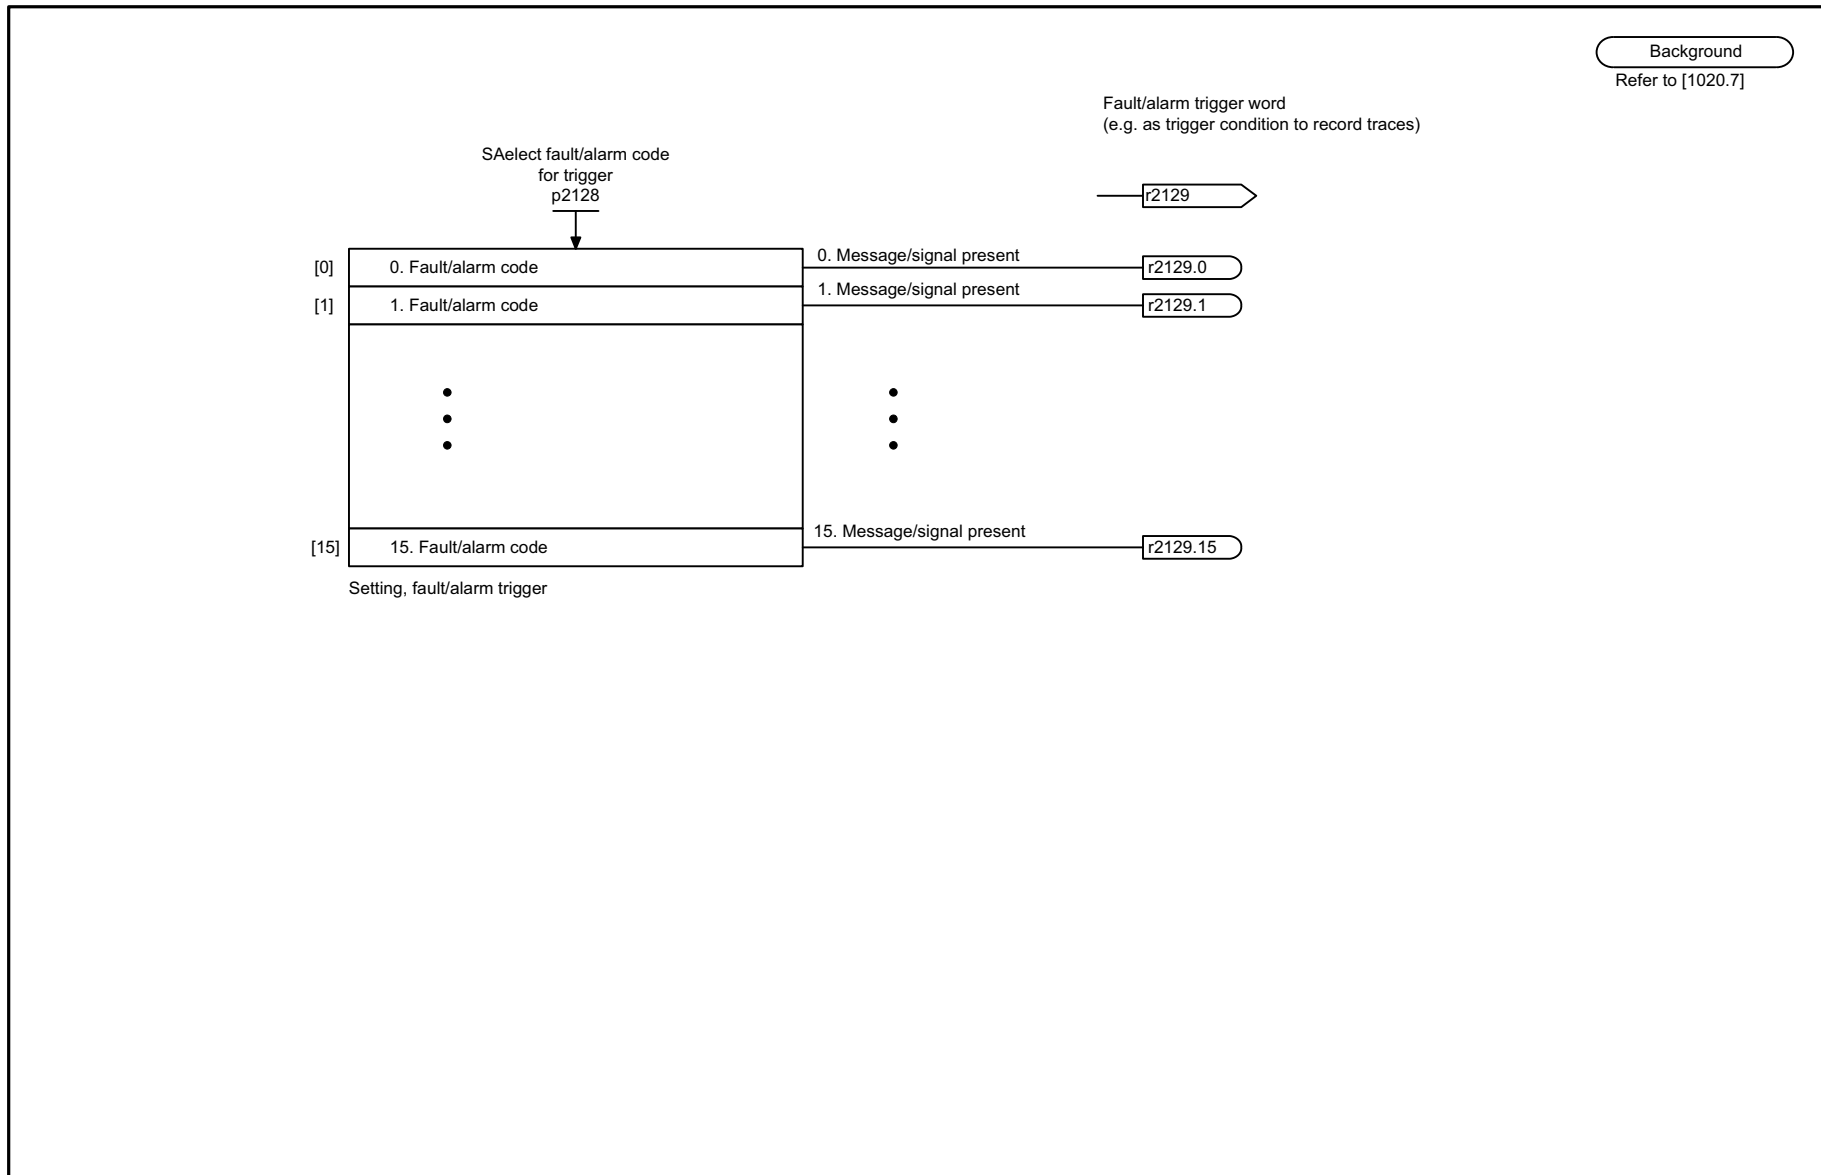 Background
Refer to [1020.7]
Fault/alarm trigger word
(e.g. as trigger condition to record traces)
SAelect fault/alarm code
for trigger
p2128
r2129
[0] 0. Fault/alarm code 0. Message/signal present r2129.0
[1] 1. Fault/alarm code 1. Message/signal present r2129.1
[15] 15. Fault/alarm code 15. Message/signal present r2129.15
Setting, fault/alarm trigger